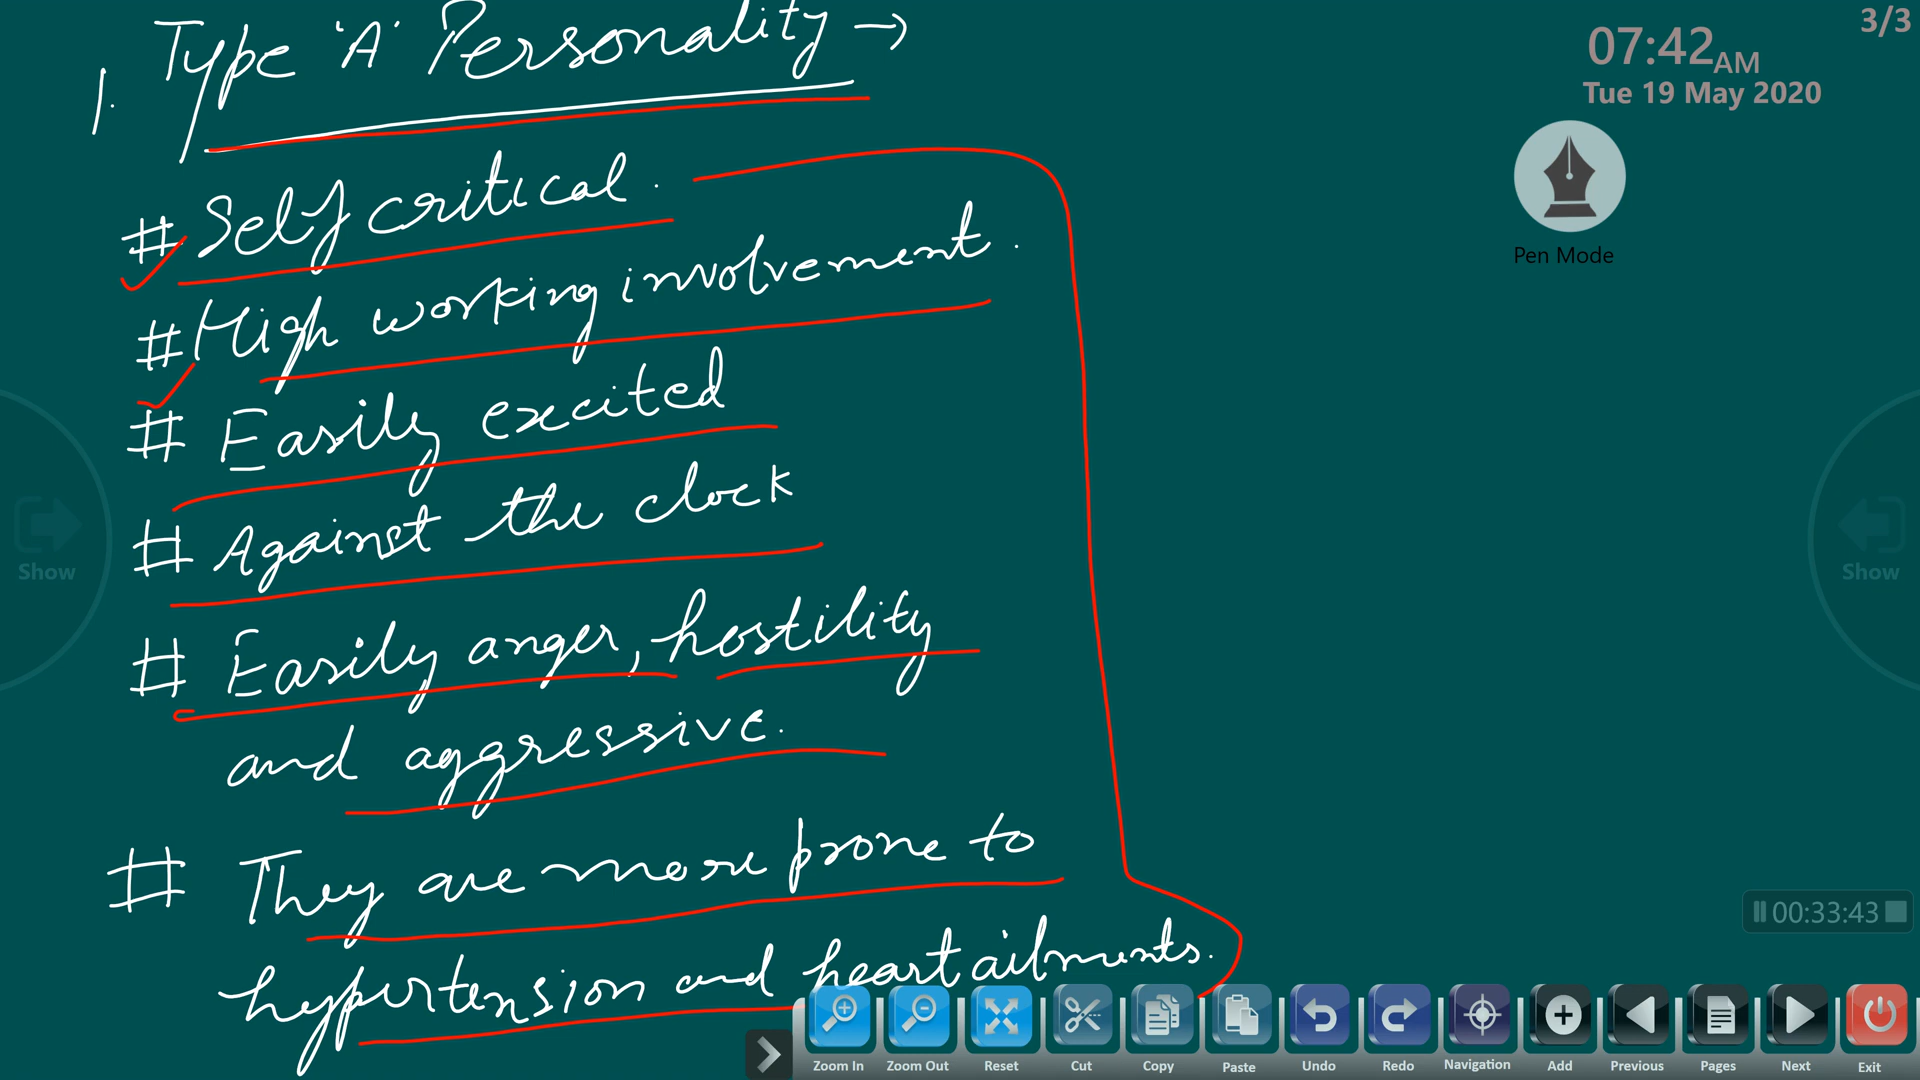 3/3
07:42 AM
Tue 19 May 2020
Pen Mode
1. Type 'A' Personality →
# Self critical.
# High working involvement.
# Easily excited
# Against the clock
# Easily anger, hostility
and aggressive.
# They are more prone to
hypertension and heart ailments.
Show
Show
00:33:43
Zoom In Zoom Out Reset Cut Copy Paste Undo Redo Navigation Add Previous Pages Next Exit